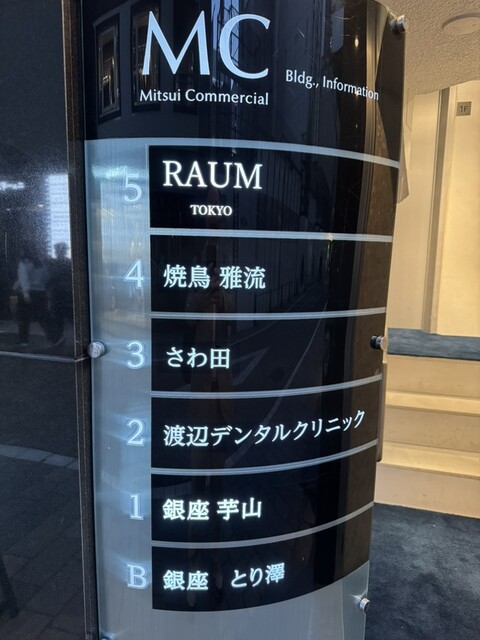 MC
Bldg., Information
Mitsui Commercial
5 RAUM
TOKYO
4 焼鳥 雅流
3 さわ田
2 渡辺デンタルクリニック
1 銀座 芋山
B 銀座 とり澤
1F